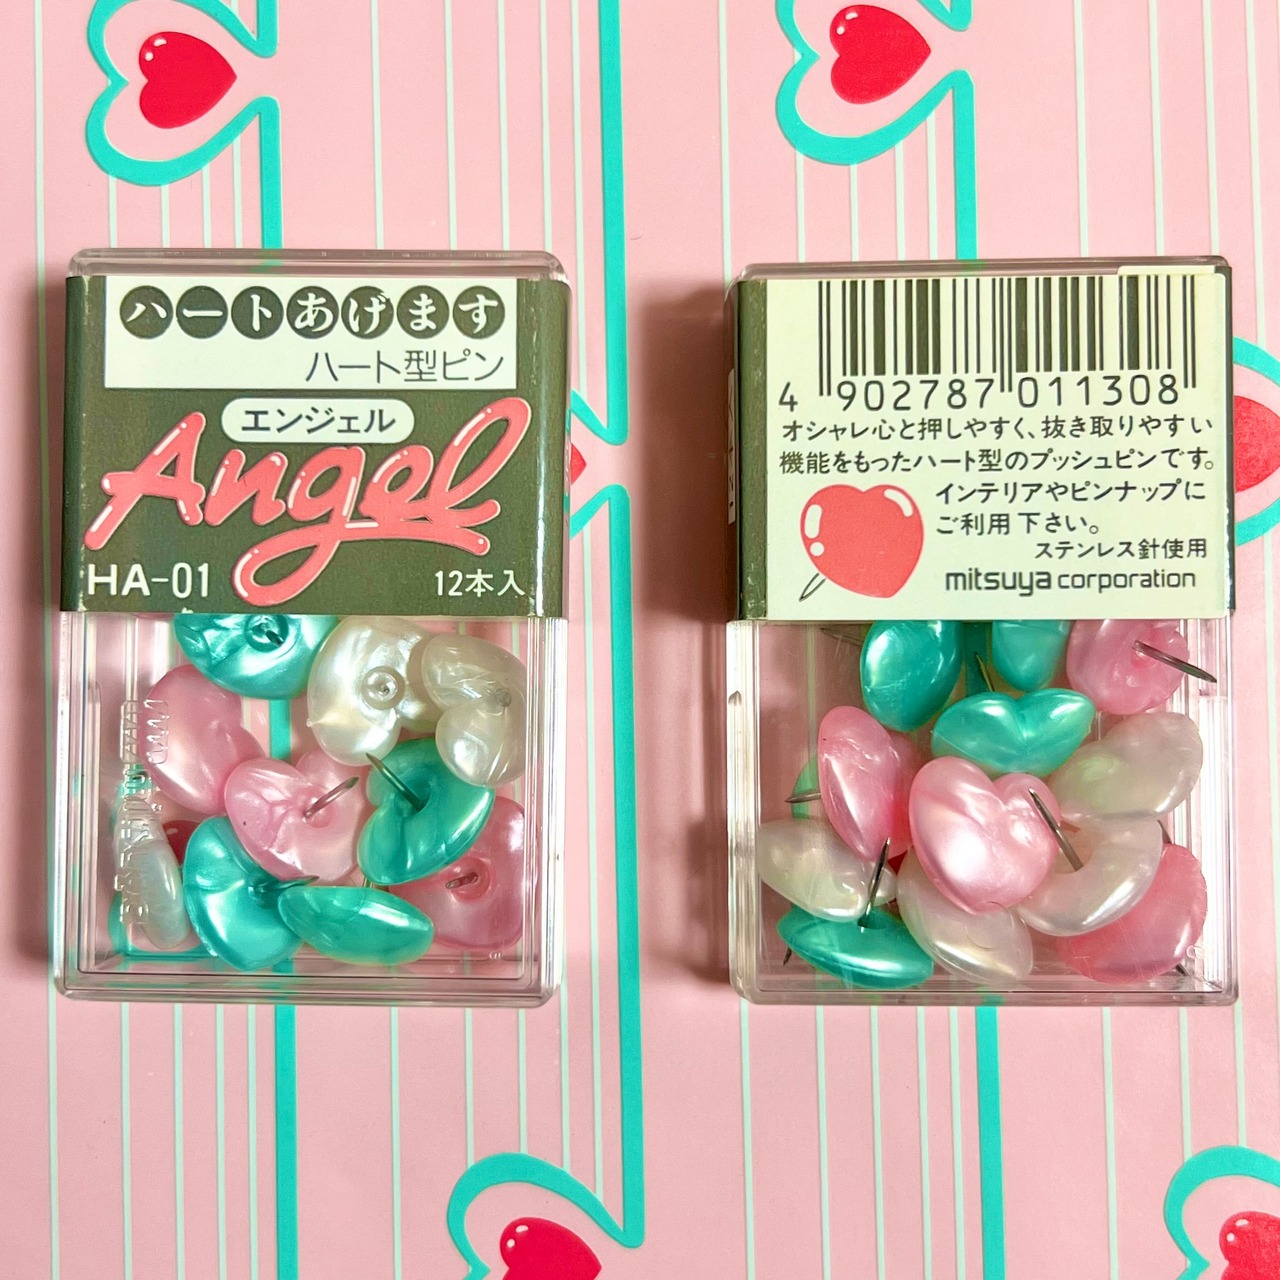 ハートあげます
ハート型ピン
エンジェル
Angel
HA-01
12本入
4 902787 011308
オシャレ心と押しやすく、抜き取りやすい
機能をもったハート型のプッシュピンです。
インテリアやピンナップに
ご利用下さい。
ステンレス針使用
mitsuya corporation